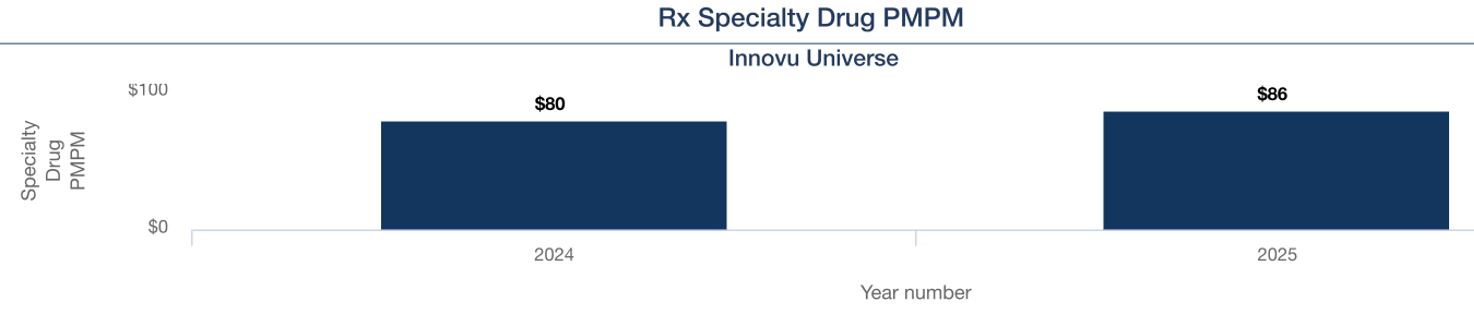 Rx Specialty Drug PMPM
Innovu Universe
$100
$80
$86
Specialty
Drug
PMPM
$0
2024
2025
Year number